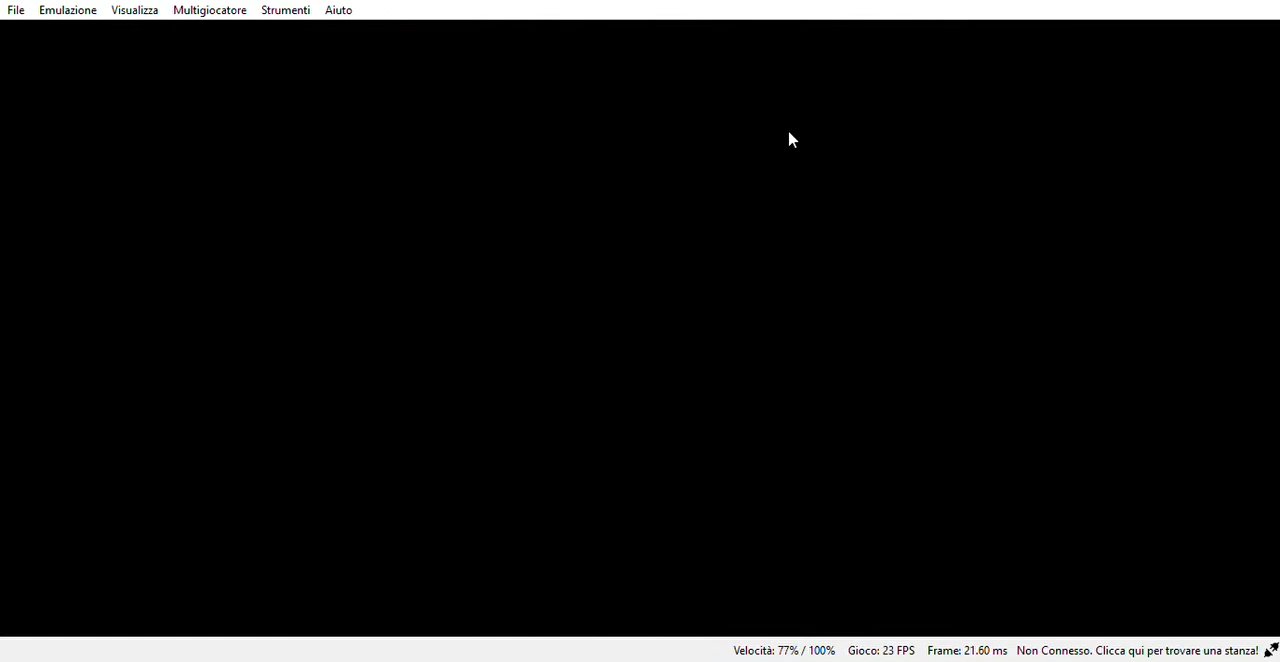 File Emulazione Visualizza Multigiocatore Strumenti Aiuto
Velocità: 77% / 100% Gioco: 23 FPS Frame: 21.60 ms Non Connesso. Clicca qui per trovare una stanza!